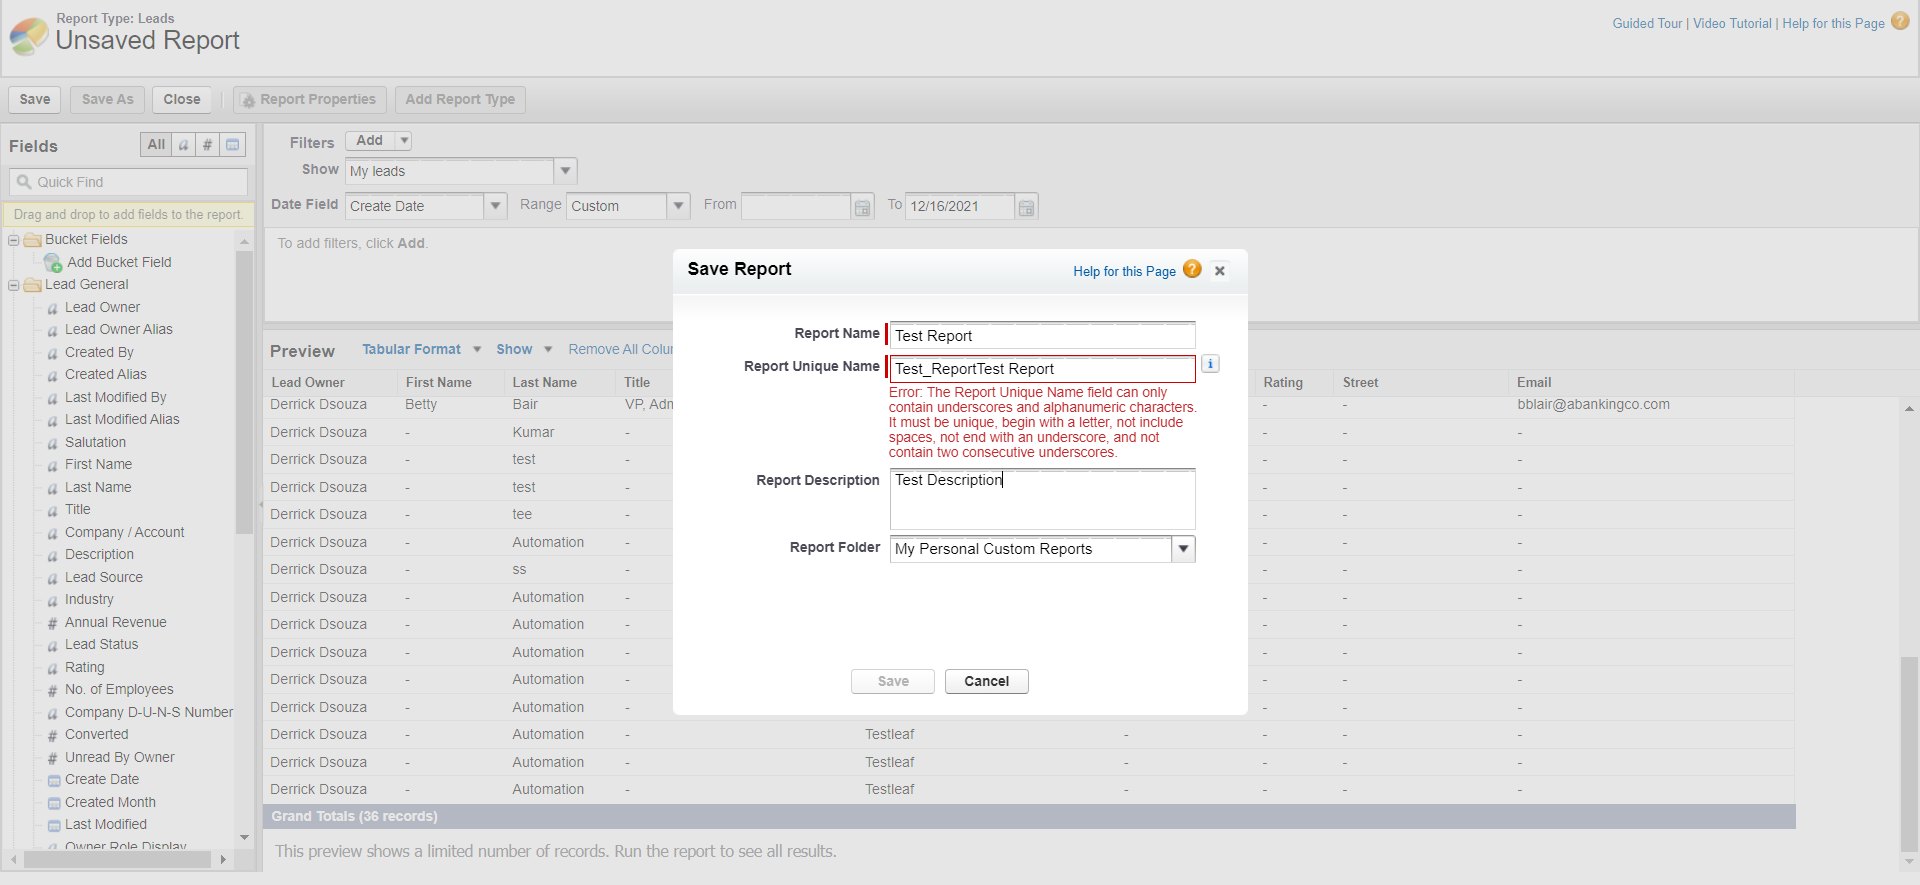 Report Type: Leads
Unsaved Report
Guided Tour | Video Tutorial | Help for this Page ?
Save Save As Close Report Properties Add Report Type
Fields All a #
Quick Find
Drag and drop to add fields to the report.
Bucket Fields
Add Bucket Field
Lead General
a Lead Owner
a Lead Owner Alias
a Created By
a Created Alias
a Last Modified By
a Last Modified Alias
a Salutation
a First Name
a Last Name
a Title
a Company / Account
a Description
a Lead Source
a Industry
# Annual Revenue
a Lead Status
a Rating
# No. of Employees
a Company D-U-N-S Number
# Converted
# Unread By Owner
Create Date
Created Month
Last Modified
Owner Role Display
Filters Add
Show My leads
Date Field Create Date Range Custom From To 12/16/2021
To add filters, click Add.
Preview Tabular Format Show Remove All Colu
Lead Owner First Name Last Name Title Rating Street Email
Derrick Dsouza Betty Bair VP, Adm - - bblair@abankingco.com
Derrick Dsouza - Kumar - - - -
Derrick Dsouza - test - - - -
Derrick Dsouza - test - - - -
Derrick Dsouza - tee - - - -
Derrick Dsouza - Automation - - - -
Derrick Dsouza - ss - - - -
Derrick Dsouza - Automation - - - -
Derrick Dsouza - Automation - - - -
Derrick Dsouza - Automation - - - -
Derrick Dsouza - Automation - - - -
Derrick Dsouza - Automation - - - -
Derrick Dsouza - Automation - Testleaf - - - -
Derrick Dsouza - Automation - Testleaf - - - -
Derrick Dsouza - Automation - Testleaf - - - -
Grand Totals (36 records)
This preview shows a limited number of records. Run the report to see all results.
Save Report Help for this Page ?
Report Name Test Report
Report Unique Name Test_ReportTest Report i
Error: The Report Unique Name field can only
contain underscores and alphanumeric characters.
It must be unique, begin with a letter, not include
spaces, not end with an underscore, and not
contain two consecutive underscores.
Report Description Test Description
Report Folder My Personal Custom Reports
Save Cancel